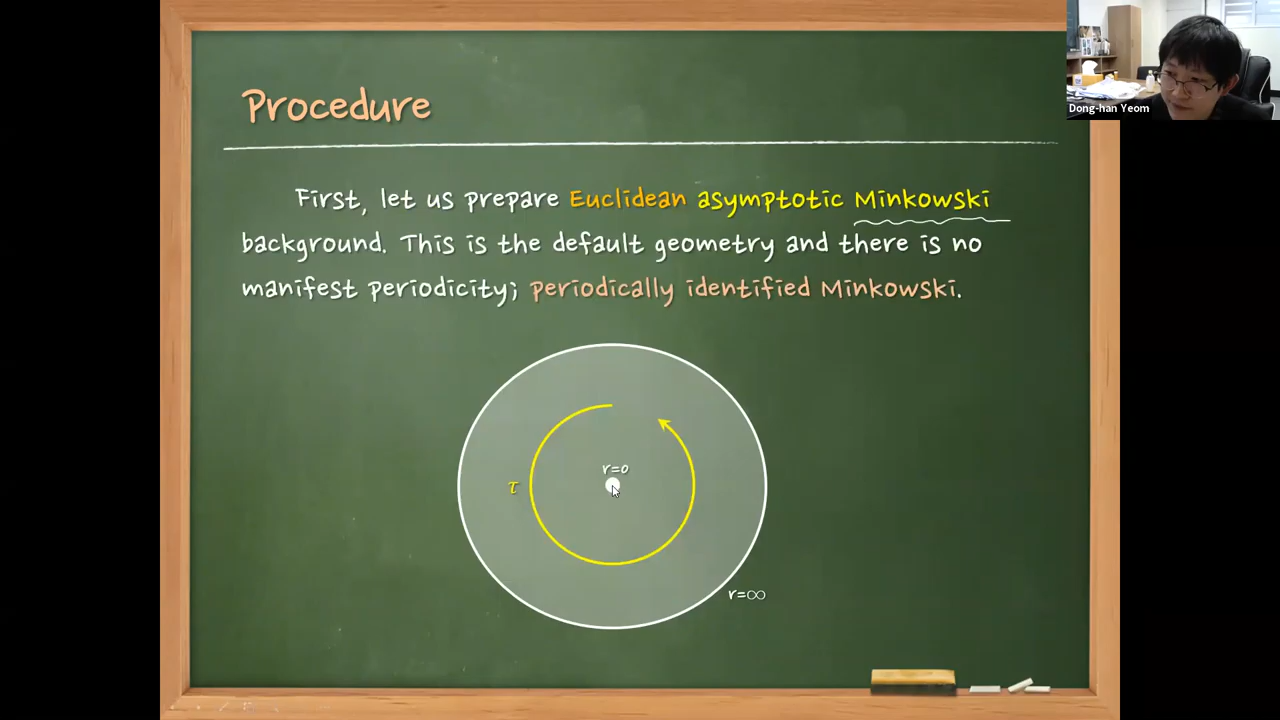 Procedure
Dong-han Yeom
First, let us prepare Euclidean asymptotic Minkowski
background. This is the default geometry and there is no
manifest periodicity; periodically identified Minkowski.
r=0
τ
r=∞